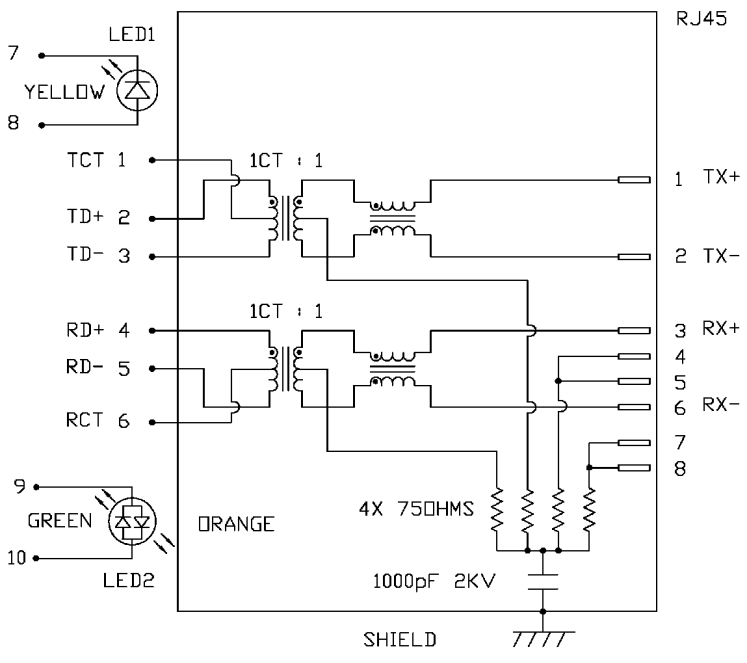 RJ45
LED1
7
YELLOW
8
TCT 1
1CT : 1
1 TX+
TD+ 2
TD- 3
2 TX-
1CT : 1
RD+ 4
3 RX+
4
RD- 5
5
6 RX-
RCT 6
7
8
9
GREEN
ORANGE
4X 75OHMS
10
LED2
1000pF 2KV
SHIELD